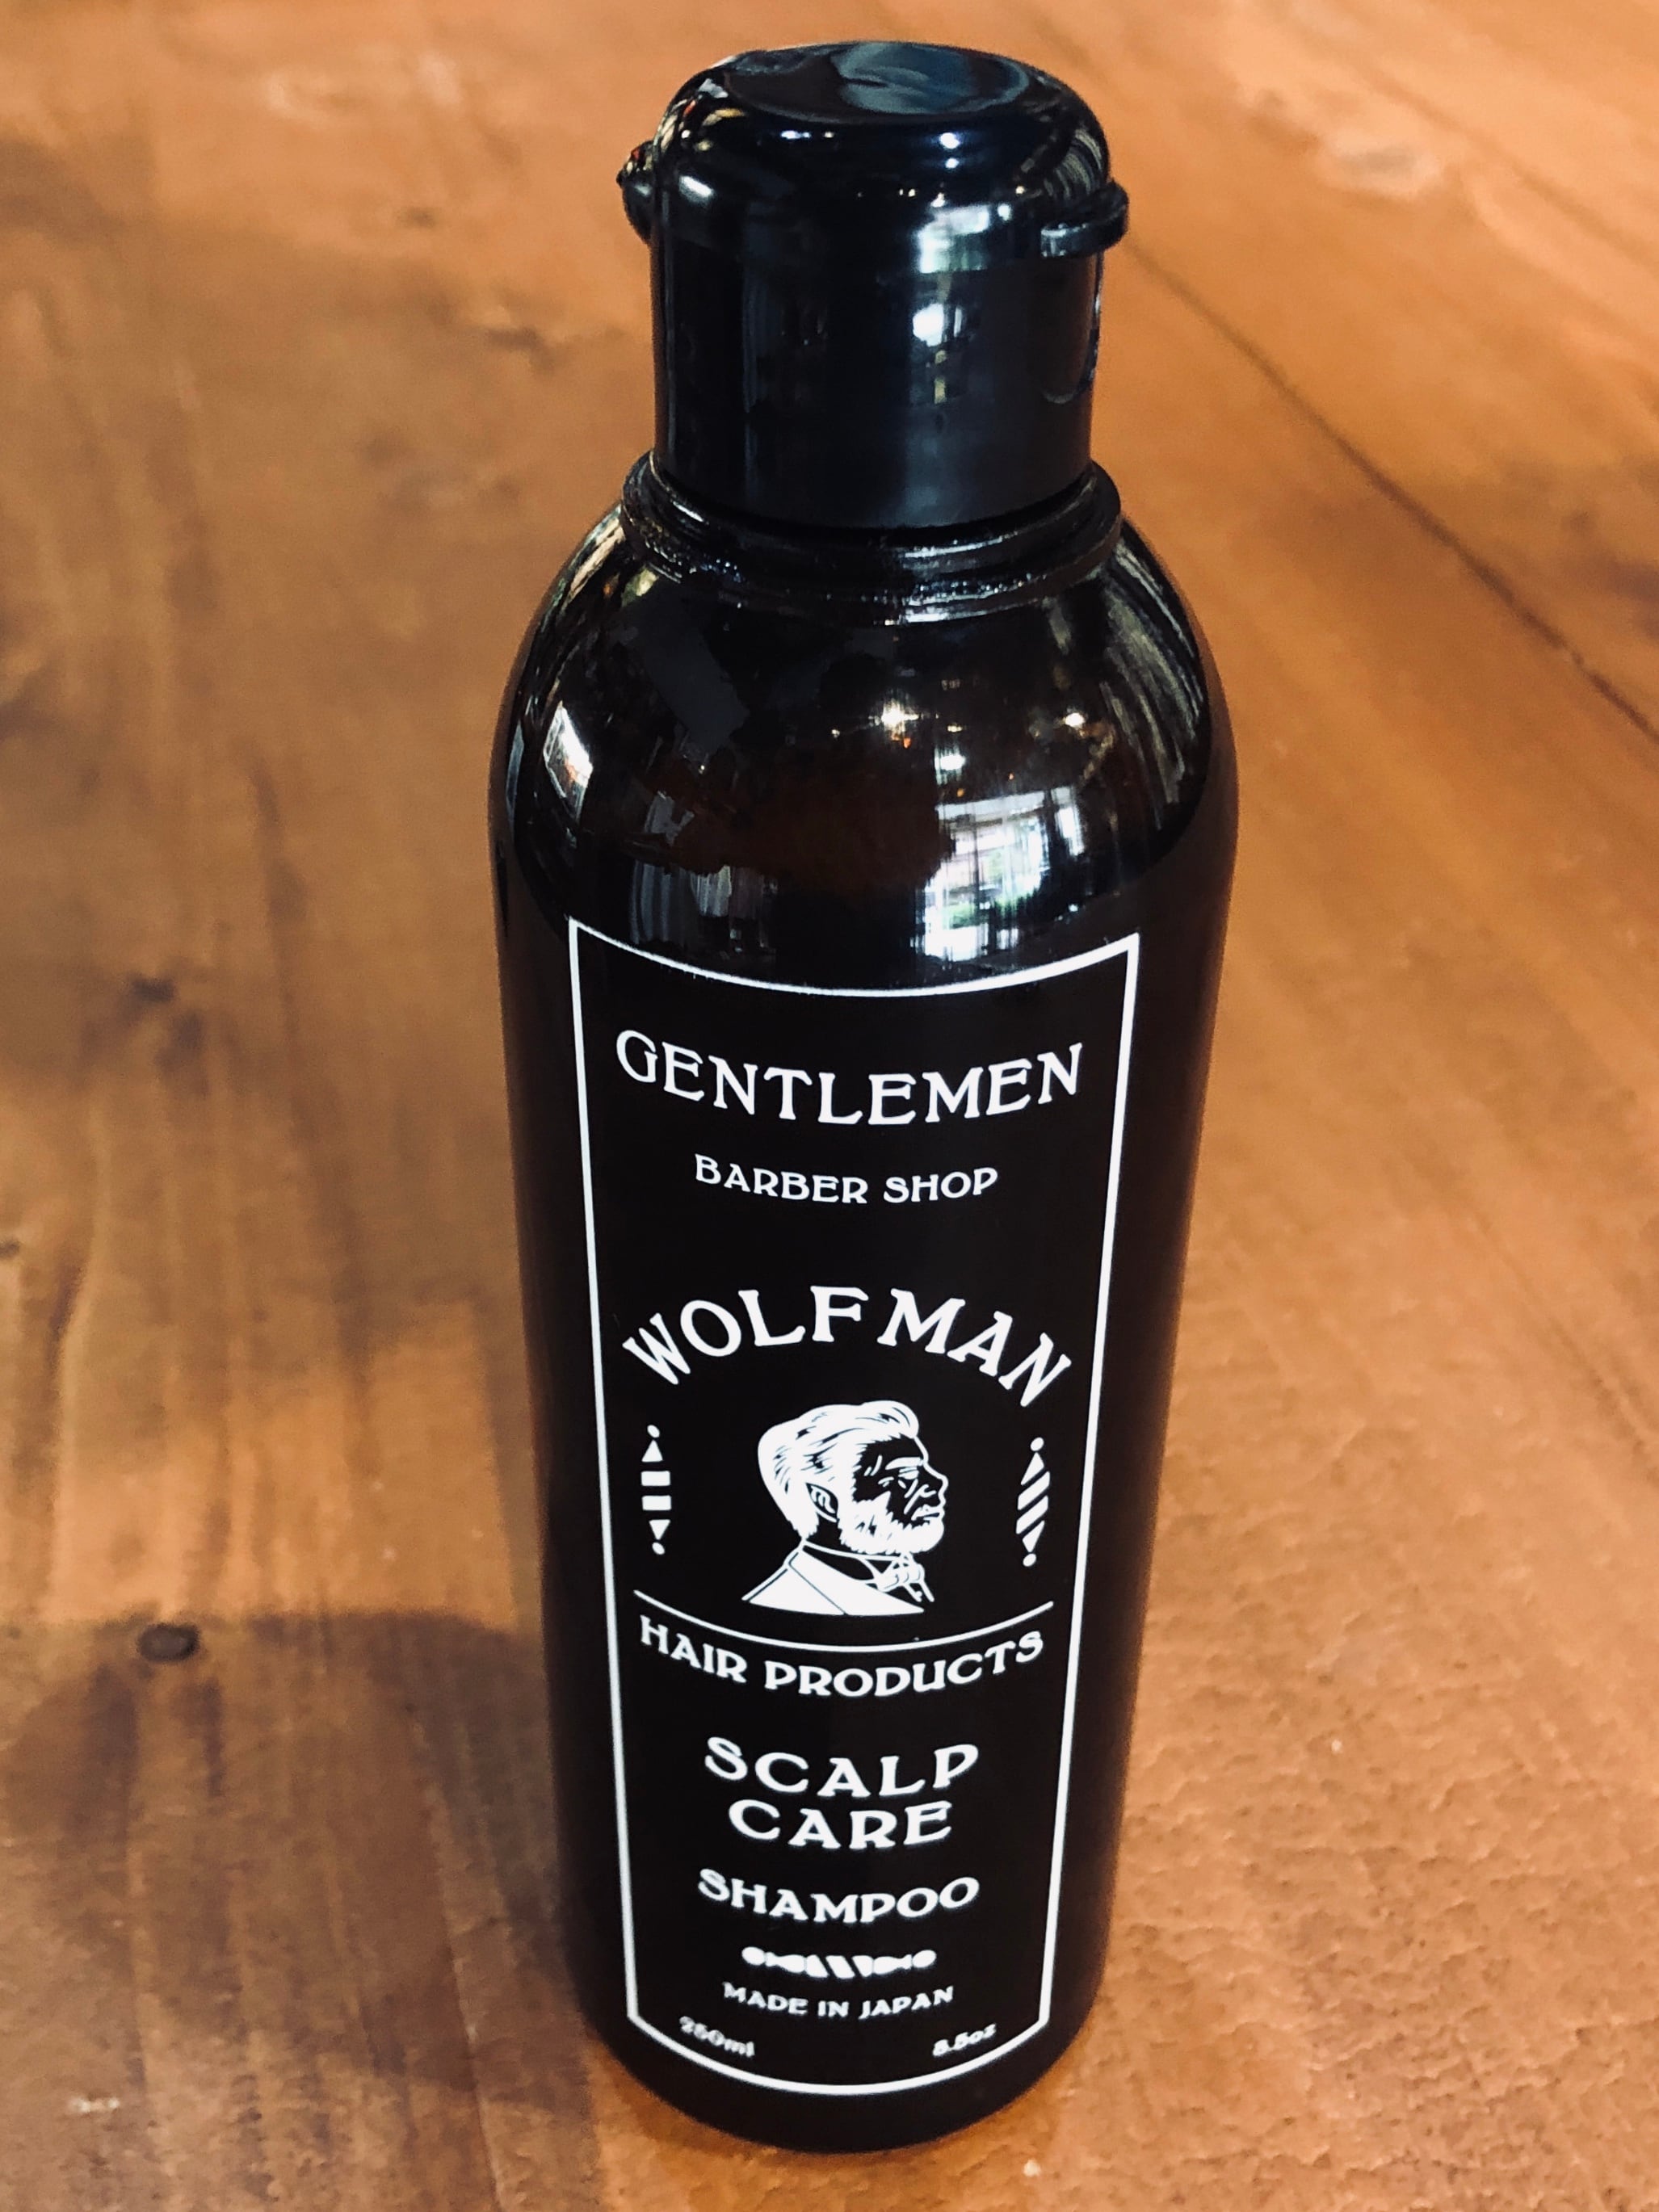 GENTLEMEN
BARBER SHOP
WOLFMAN
HAIR PRODUCTS
SCALP
CARE
SHAMPOO
MADE IN JAPAN
250ml 8.5oz